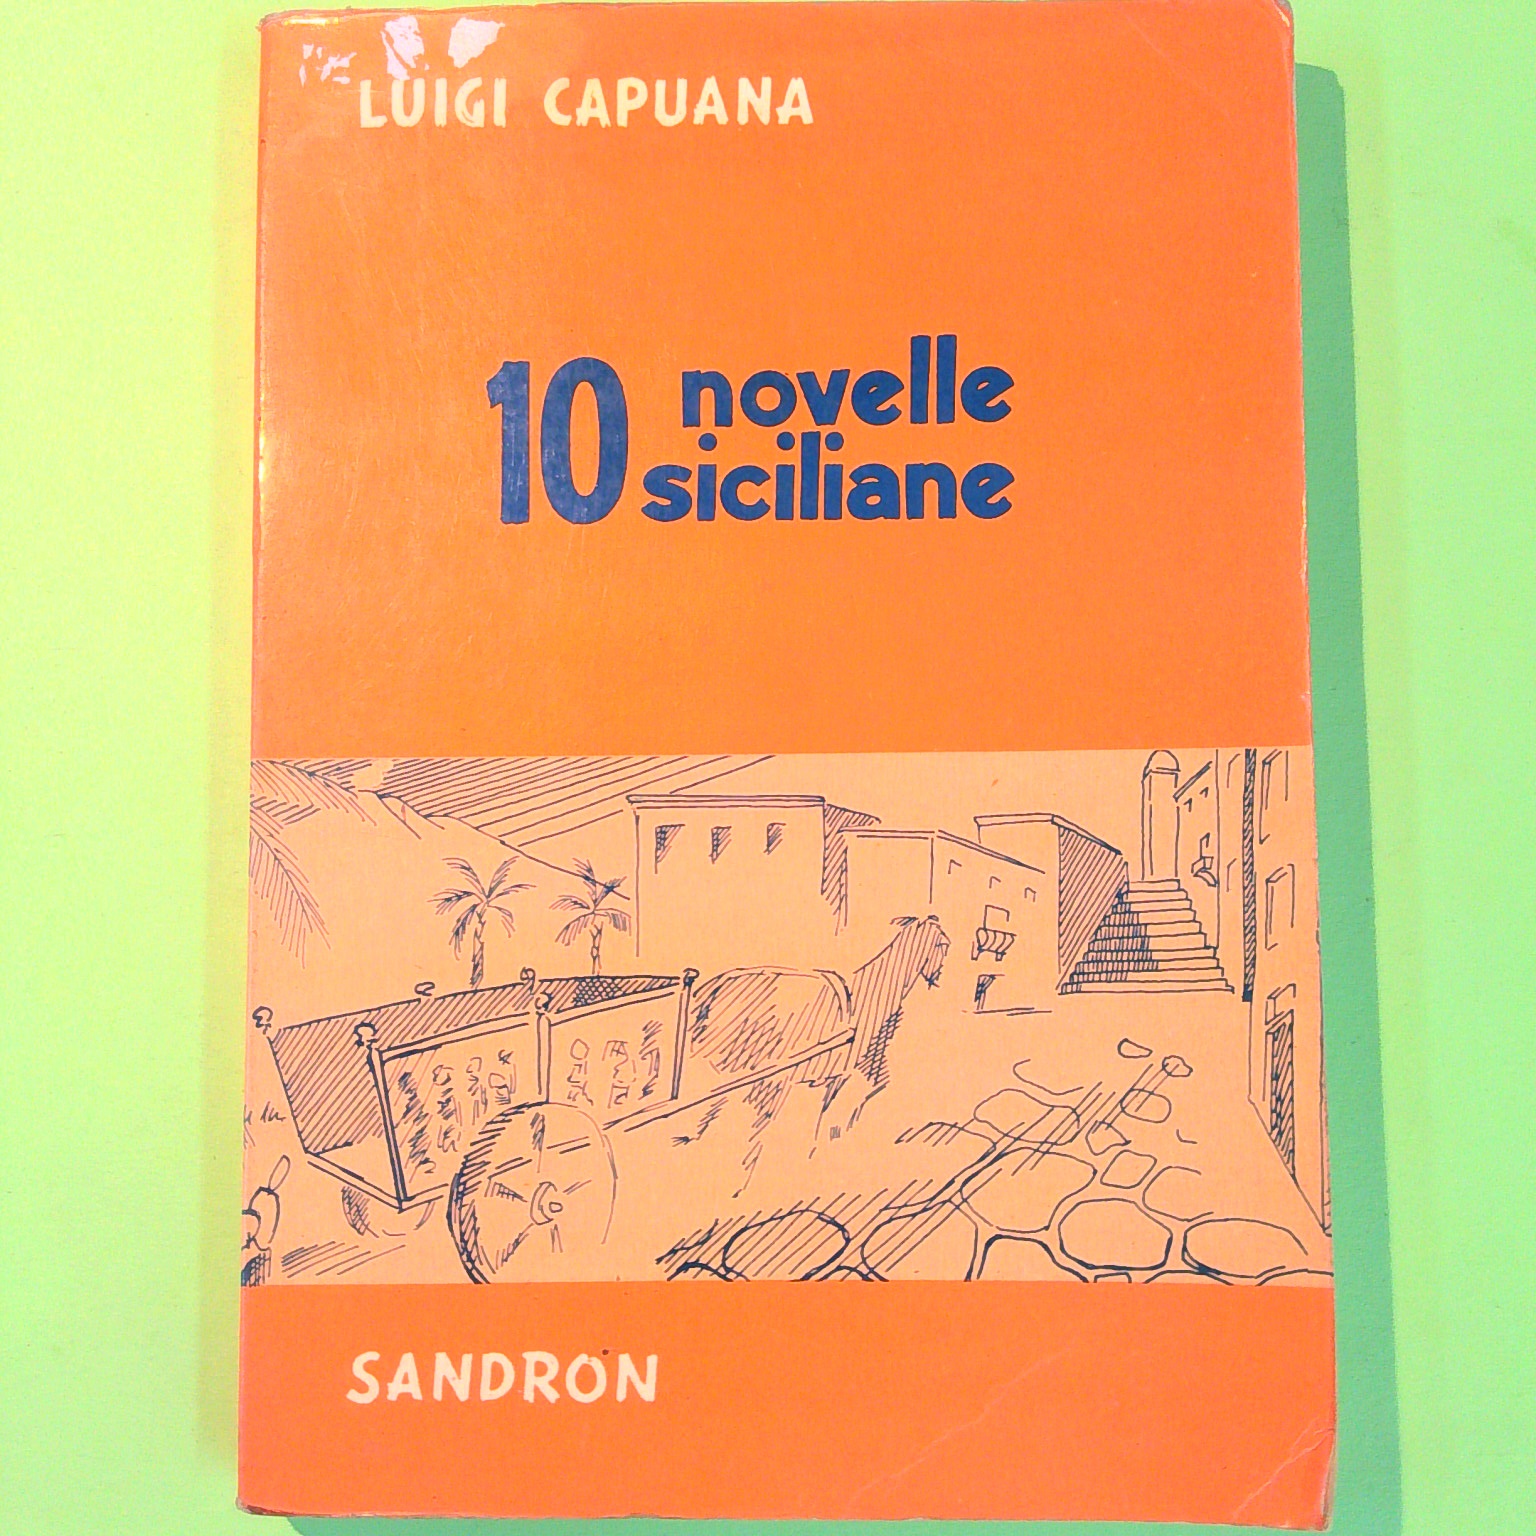 LUIGI CAPUANA
10 novelle
siciliane
SANDRON